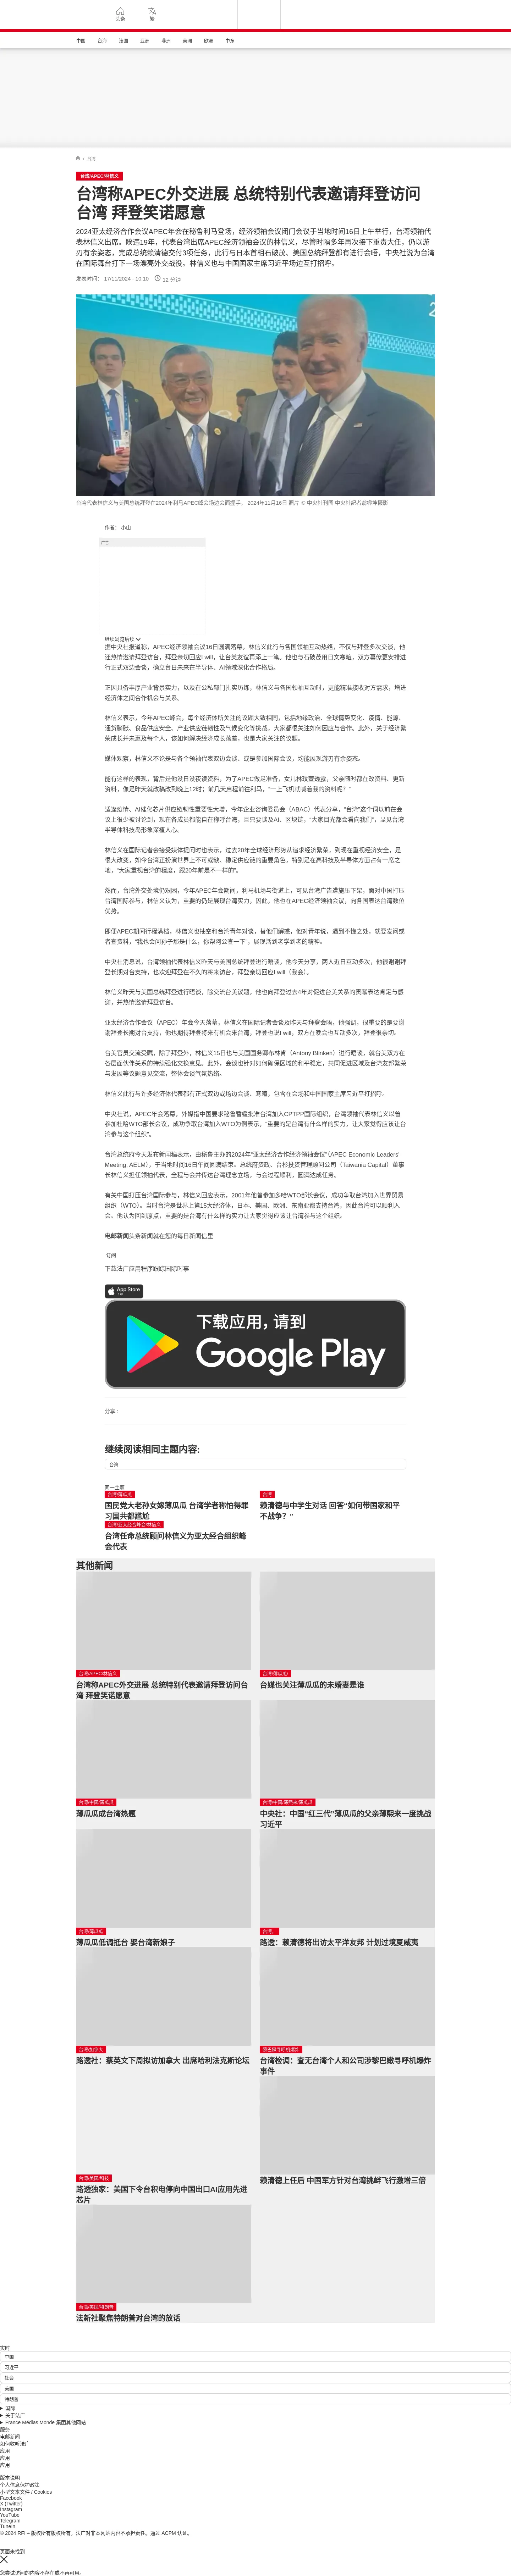 头条
繁
中国
台海
法国
亚洲
非洲
美洲
欧洲
中东
台湾
台湾/APEC/林信义
台湾称APEC外交进展 总统特别代表邀请拜登访问
台湾 拜登笑诺愿意
2024亚太经济合作会议APEC年会在秘鲁利马登场，经济领袖会议闭门会议于当地时间16日上午举行，台湾领袖代
表林信义出席。睽违19年，代表台湾出席APEC经济领袖会议的林信义，尽管时隔多年再次接下重责大任，仍以游
刃有余姿态，完成总统赖清德交付3项任务，此行与日本首相石破茂、美国总统拜登都有进行会晤，中央社说为台湾
在国际舞台打下一场漂亮外交战役。林信义也与中国国家主席习近平场边互打招呼。
发表时间： 17/11/2024 - 10:10
12 分钟
台湾代表林信义与美国总统拜登在2024年利马APEC峰会场边会面握手。 2024年11月16日 照片 © 中央社刊图 中央社記者翁睿坤攝影
作者： 小山
广告
继续浏览后续
据中央社报道称，APEC经济领袖会议16日圆满落幕，林信义此行与各国领袖互动热络，不仅与拜登多次交谈，他
还热情邀请拜登访台，拜登亲切回应I will，让台美友谊再添上一笔。他也与石破茂用日文寒暄，双方幕僚更安排进
行正式双边会谈，确立台日未来在半导体、AI领域深化合作格局。
正因具备丰厚产业背景实力，以及在公私部门扎实历练，林信义与各国领袖互动时，更能精准接收对方需求，增进
经济体之间合作机会与关系。
林信义表示，今年APEC峰会，每个经济体所关注的议题大致相同，包括地缘政治、全球情势变化、疫情、能源、
通货膨胀、食品供应安全、产业供应链韧性及气候变化等挑战，大家都很关注如何因应与合作。此外，关于经济繁
荣成长并未惠及每个人，该如何解决经济成长落差，也是大家关注的议题。
媒体观察，林信义不论是与各个领袖代表双边会谈、或是参加国际会议，均能展现游刃有余姿态。
能有这样的表现，背后是他没日没夜读资料，为了APEC做足准备，女儿林玟萱透露，父亲随时都在改资料、更新
资料，像是昨天就改稿改到晚上12时；前几天启程前往利马，"一上飞机就喊着我的资料呢？"
适逢疫情、AI催化芯片供应链韧性重要性大增，今年企业咨询委员会（ABAC）代表分享，"台湾"这个词以前在会
议上很少被讨论到，现在各成员都能自在称呼台湾，且只要谈及AI、区块链，"大家目光都会看向我们"，显见台湾
半导体科技岛形象深植人心。
林信义在国际记者会接受媒体提问时也表示，过去20年全球经济形势从追求经济繁荣，到现在重视经济安全，是
很大改变，如今台湾正扮演世界上不可或缺、稳定供应链的重要角色，特别是在高科技及半导体方面占有一席之
地，"大家重视台湾的程度，跟20年前是不一样的"。
然而，台湾外交处境仍艰困，今年APEC年会期间，利马机场与街道上，可见台湾广告遭施压下架，面对中国打压
台湾国际参与，林信义认为，重要的仍是展现台湾实力，因此，他也在APEC经济领袖会议，向各国表达台湾数位
优势。
即便APEC期间行程满档，林信义也抽空和台湾青年对谈，替他们解惑，他对青年说，遇到不懂之处，就要发问或
者查资料，"我也会问孙子那是什么，你帮阿公查一下"，展现活到老学到老的精神。
中央社消息说，台湾领袖代表林信义昨天与美国总统拜登进行晤谈，他今天分享，两人近日互动多次，他很谢谢拜
登长期对台支持，也欢迎拜登在不久的将来访台，拜登亲切回应I will（我会）。
林信义昨天与美国总统拜登进行晤谈，除交流台美议题，他也向拜登过去4年对促进台美关系的贡献表达肯定与感
谢，并热情邀请拜登访台。
亚太经济合作会议（APEC）年会今天落幕，林信义在国际记者会谈及昨天与拜登会晤，他强调，很重要的是要谢
谢拜登长期对台支持，他也期待拜登将来有机会来台湾，拜登也说I will，双方在晚会也互动多次，拜登很亲切。
台美官员交流受瞩，除了拜登外，林信义15日也与美国国务卿布林肯（Antony Blinken）进行晤谈，就台美双方在
各层面伙伴关系的持续强化交换意见。此外，会谈也针对如何确保区域的和平稳定，共同促进区域及台湾友邦繁荣
与发展等议题意见交流，整体会谈气氛热络。
林信义此行与许多经济体代表都有正式双边或场边会谈、寒暄，包含在会场和中国国家主席习近平打招呼。
中央社说，APEC年会落幕，外媒指中国要求秘鲁暂缓批准台湾加入CPTPP国际组织，台湾领袖代表林信义以曾
参加杜哈WTO部长会议，成功争取台湾加入WTO为例表示，"重要的是台湾有什么样的实力，让大家觉得应该让台
湾参与这个组织"。
台湾总统府今天发布新闻稿表示，由秘鲁主办的2024年"亚太经济合作经济领袖会议"（APEC Economic Leaders'
Meeting, AELM），于当地时间16日午间圆满结束。总统府资政、台杉投资管理顾问公司（Taiwania Capital）董事
长林信义担任领袖代表，全程与会并传达台湾理念立场，与会过程顺利，圆满达成任务。
有关中国打压台湾国际参与，林信义回应表示，2001年他曾参加多哈WTO部长会议，成功争取台湾加入世界贸易
组织（WTO），当时台湾是世界上第15大经济体，日本、美国、欧洲、东南亚都支持台湾，因此台湾可以顺利入
会。他认为回到原点，重要的是台湾有什么样的实力让大家觉得应该让台湾参与这个组织。
电邮新闻头条新闻就在您的每日新闻信里
订阅
下载法广应用程序跟踪国际时事
App Store
下载应用，请到
Google Play
分享
继续阅读相同主题内容:
台湾
同一主题
台湾/薄瓜瓜
国民党大老孙女嫁薄瓜瓜 台湾学者称怕得罪
习国共都尴尬
台湾
赖清德与中学生对话 回答"如何带国家和平
不战争？"
台湾/亚太经合峰会/林信义
台湾任命总统顾问林信义为亚太经合组织峰
会代表
其他新闻
台湾/APEC/林信义
台湾称APEC外交进展 总统特别代表邀请拜登访问台
湾 拜登笑诺愿意
台湾/薄瓜瓜/
台媒也关注薄瓜瓜的未婚妻是谁
台湾/中国/薄瓜瓜
薄瓜瓜成台湾热题
台湾/中国/薄熙来/薄瓜瓜
中央社：中国"红三代"薄瓜瓜的父亲薄熙来一度挑战
习近平
台湾/薄瓜瓜
薄瓜瓜低调抵台 娶台湾新娘子
台湾、
路透：赖清德将出访太平洋友邦 计划过境夏威夷
台湾/加拿大
路透社：蔡英文下周拟访加拿大 出席哈利法克斯论坛
黎巴嫩寻呼机爆炸
台湾检调：查无台湾个人和公司涉黎巴嫩寻呼机爆炸
事件
台湾/美国/科技
路透独家：美国下令台积电停向中国出口AI应用先进
芯片
赖清德上任后 中国军方针对台湾挑衅飞行激增三倍
台湾/美国/特朗普
法新社聚焦特朗普对台湾的放话
实时
中国
习近平
社会
美国
特朗普
国际
关于法广
France Médias Monde 集团其他网站
服务
电邮新闻
如何收听法广
应用
应用
应用
版本说明
个人信息保护政策
小型文本文件 / Cookies
Facebook
X (Twitter)
Instagram
YouTube
Telegram
TuneIn
© 2024 RFI – 版权所有版权所有。法广对非本网站内容不承担责任。通过 ACPM 认证。
页面未找到
您尝试访问的内容不存在或不再可用。